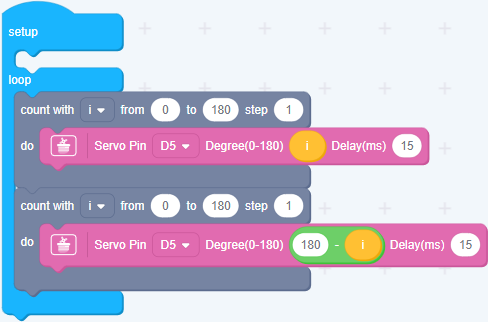 setup
loop
count with i from 0 to 180 step 1
do Servo Pin D5 Degree(0-180) i Delay(ms) 15
count with i from 0 to 180 step 1
do Servo Pin D5 Degree(0-180) 180 - i Delay(ms) 15